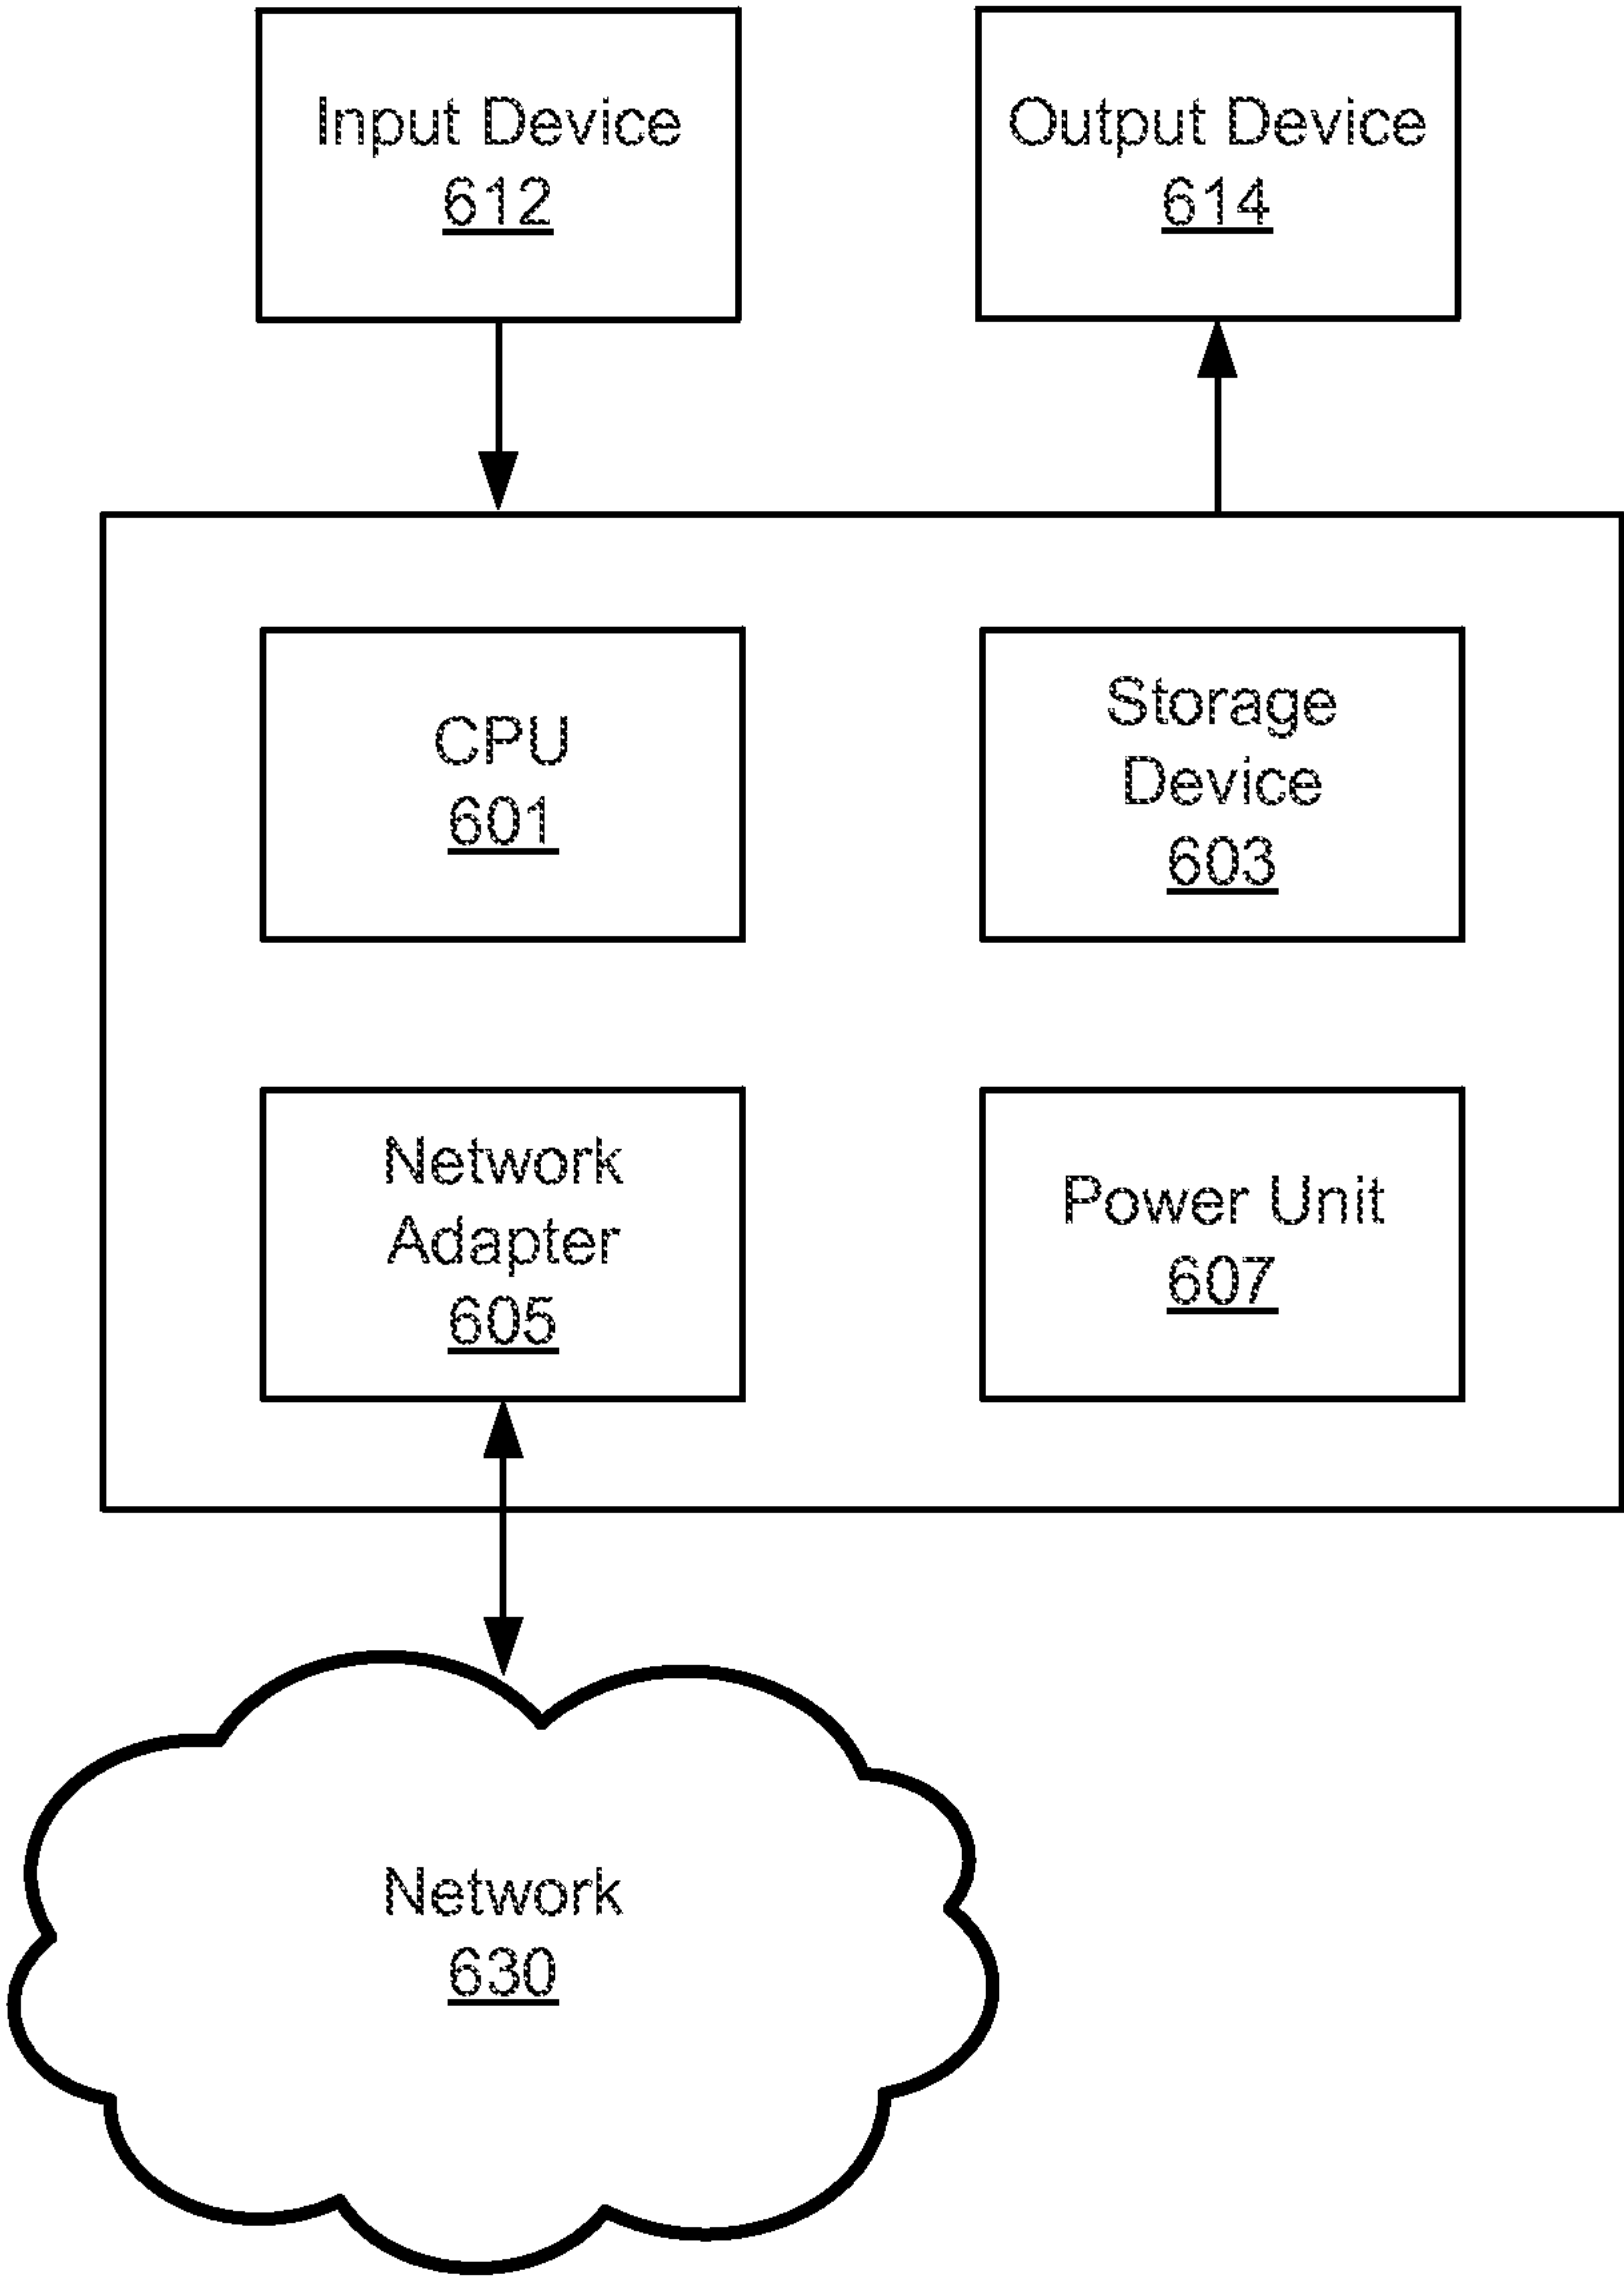 Input Device
612
Output Device
614
CPU
601
Storage
Device
603
Network
Adapter
605
Power Unit
607
Network
630